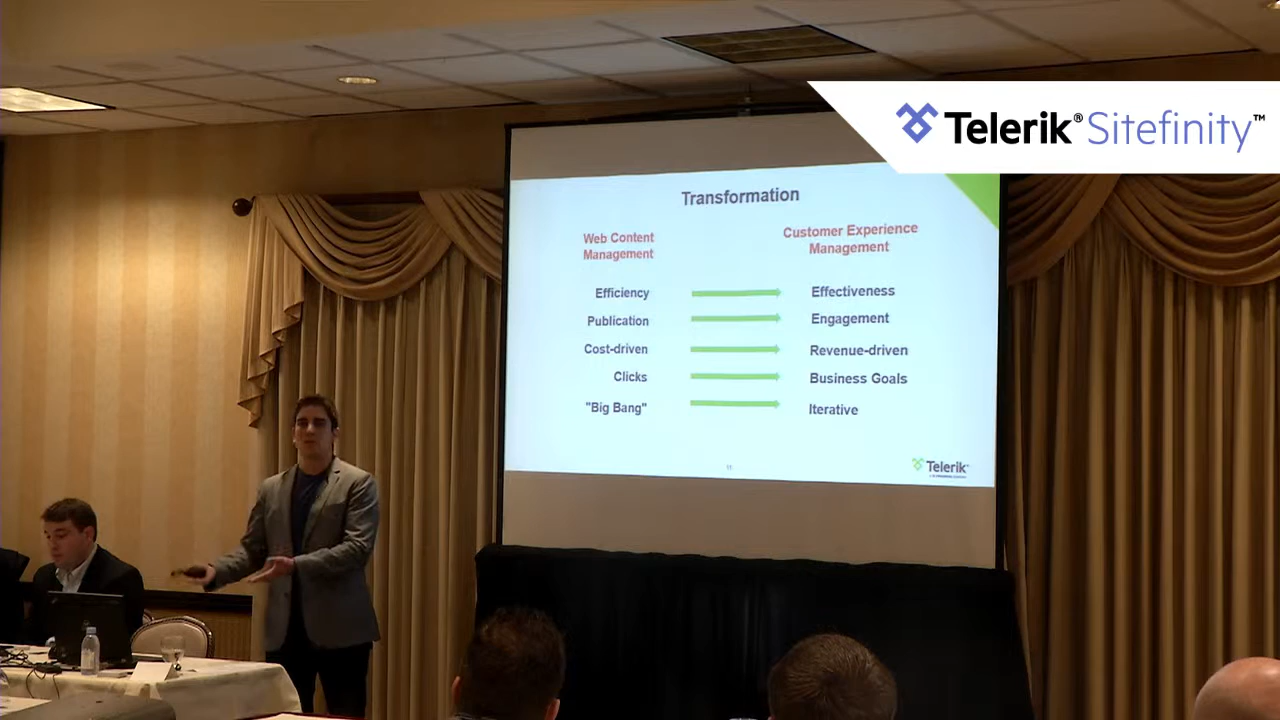 Telerik® Sitefinity™
Transformation
Web Content
Management
Customer Experience
Management
Efficiency
Effectiveness
Publication
Engagement
Cost-driven
Revenue-driven
Clicks
Business Goals
"Big Bang"
Iterative
Telerik